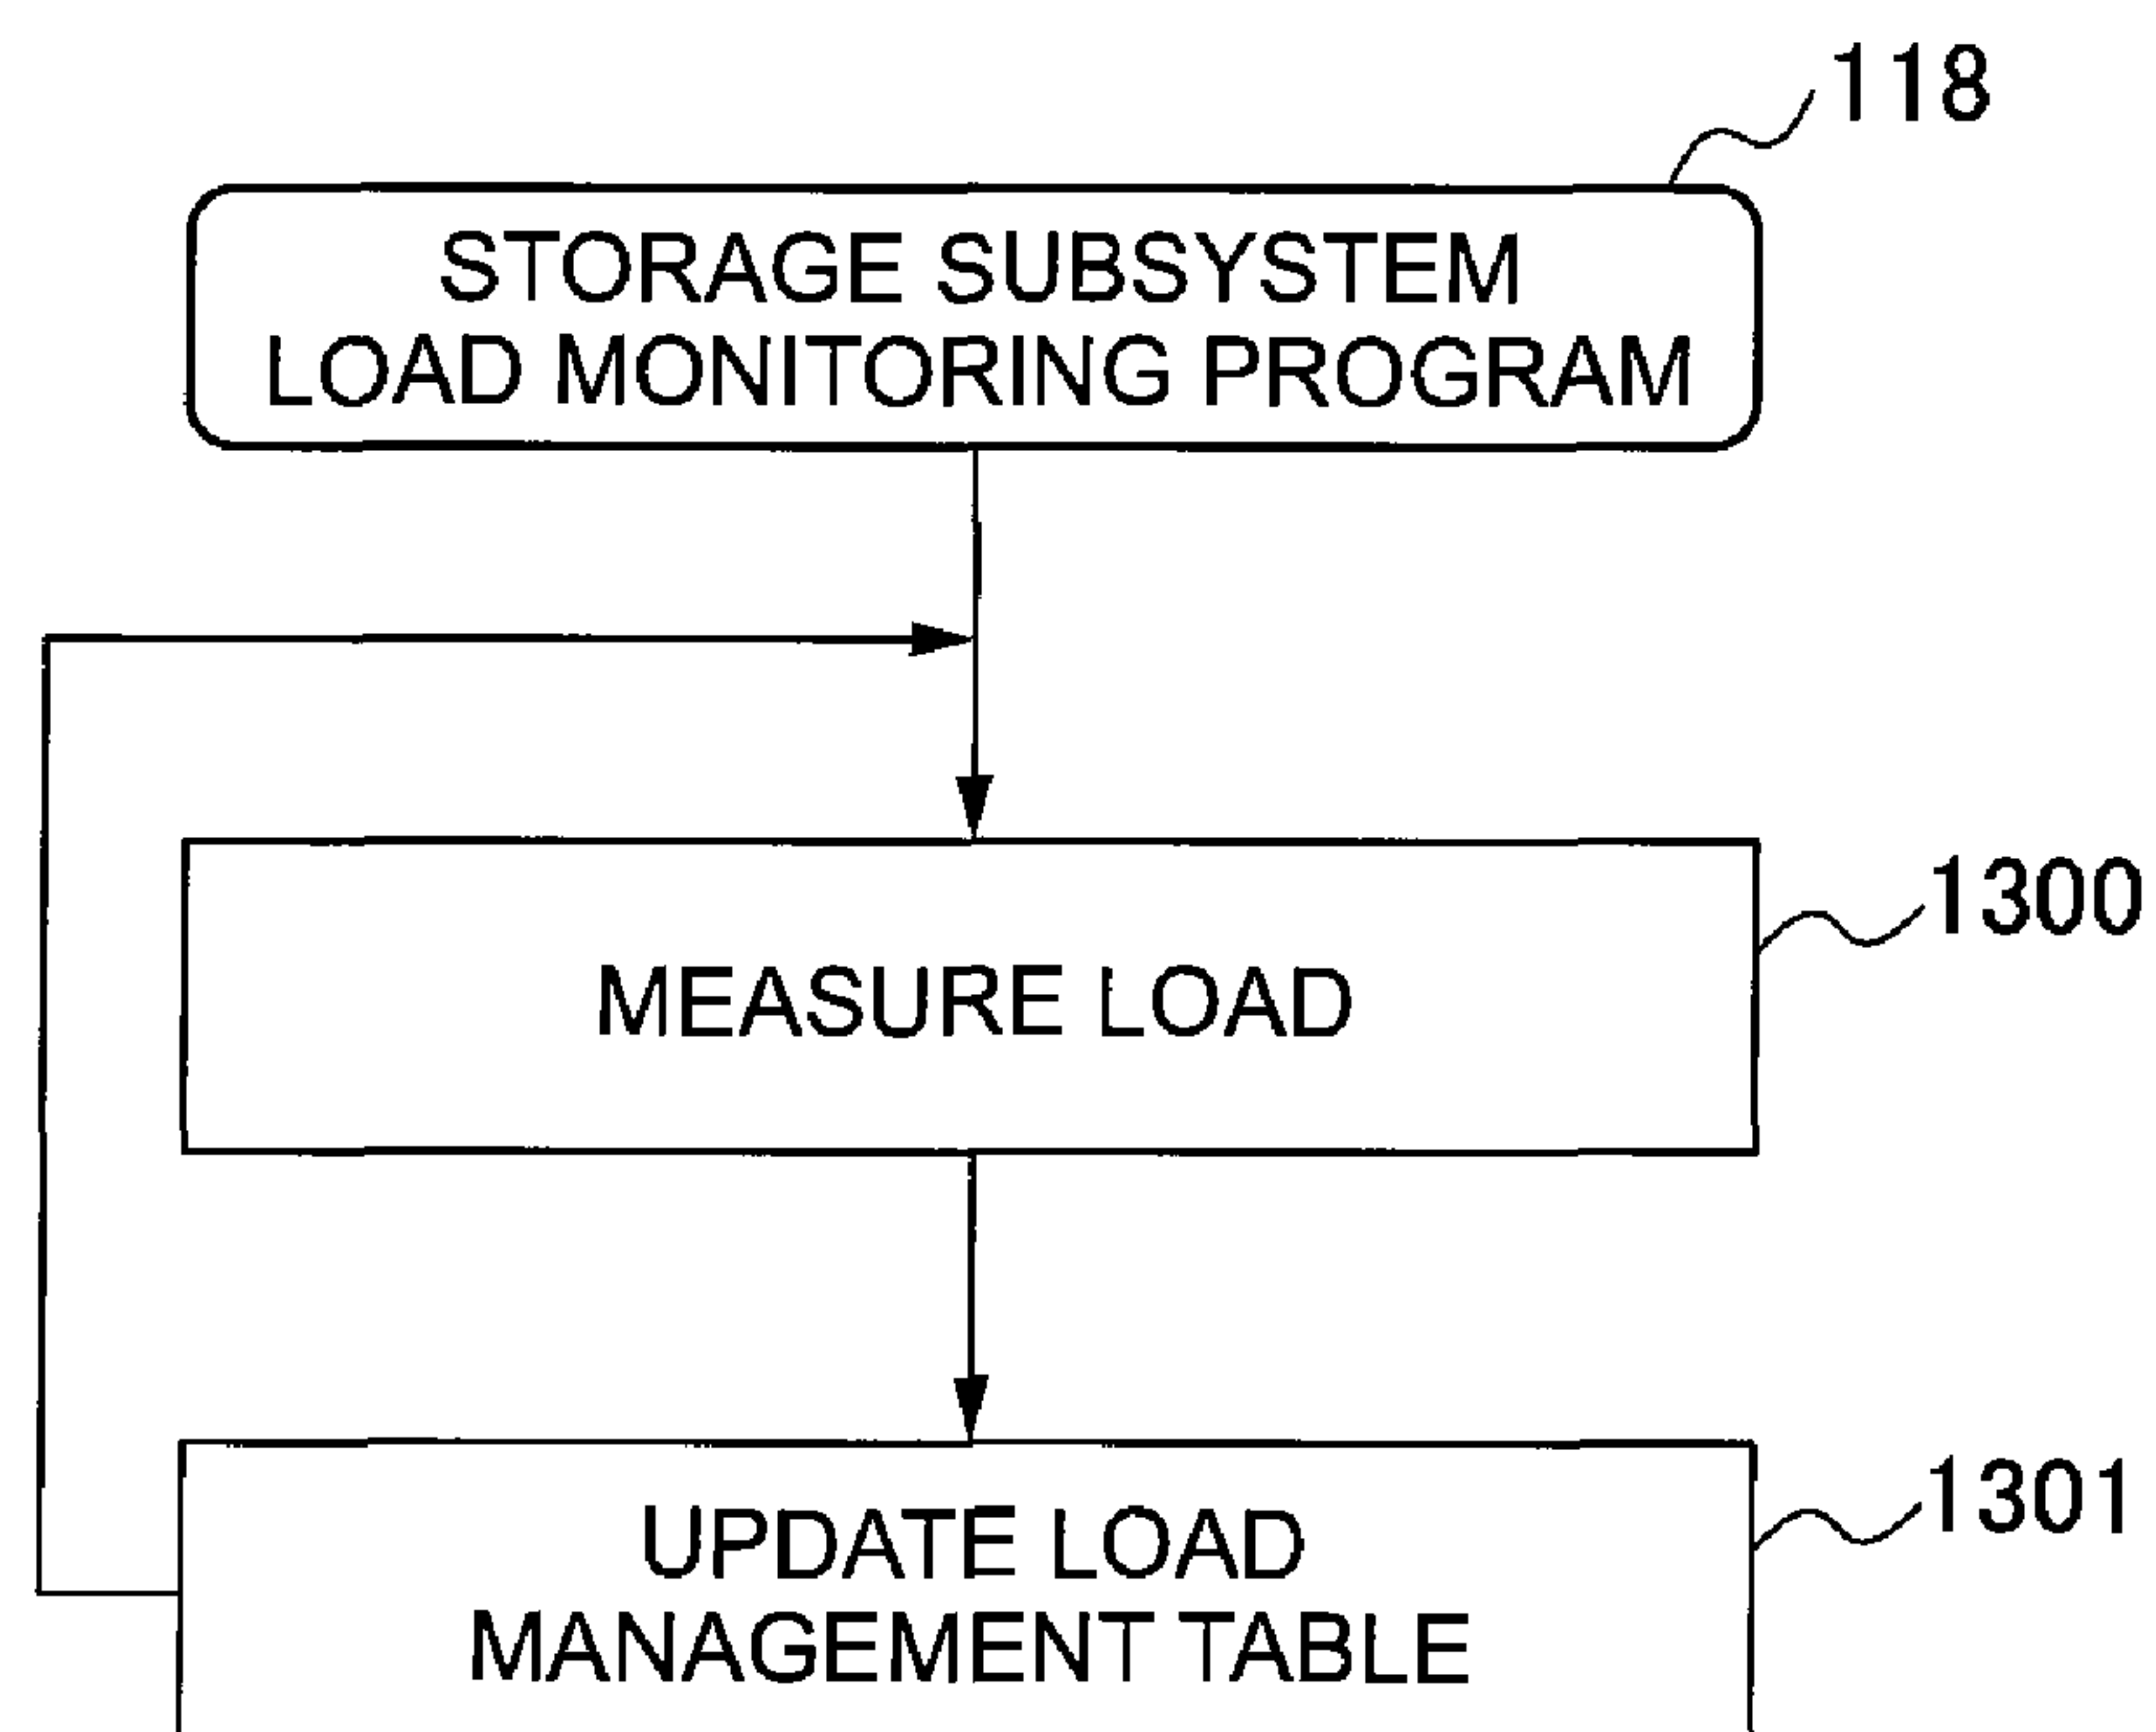 118
STORAGE SUBSYSTEM
LOAD MONITORING PROGRAM
1300
MEASURE LOAD
1301
UPDATE LOAD
MANAGEMENT TABLE